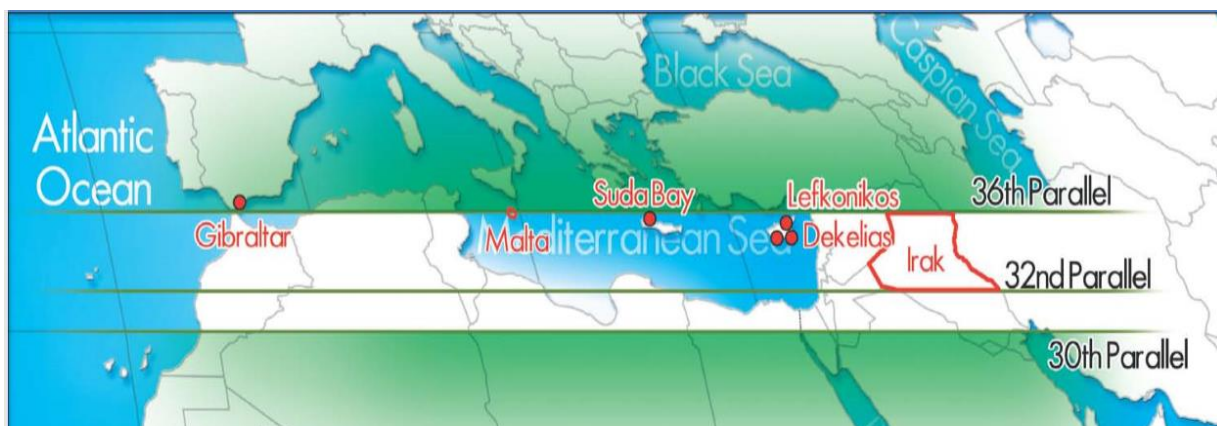 Black Sea
Caspian Sea
Atlantic
Ocean
36th Parallel
Suda Bay
Lefkonikos
Gibraltar
Malta
Mediterranean Sea
Dekelias
Irak
32nd Parallel
30th Parallel